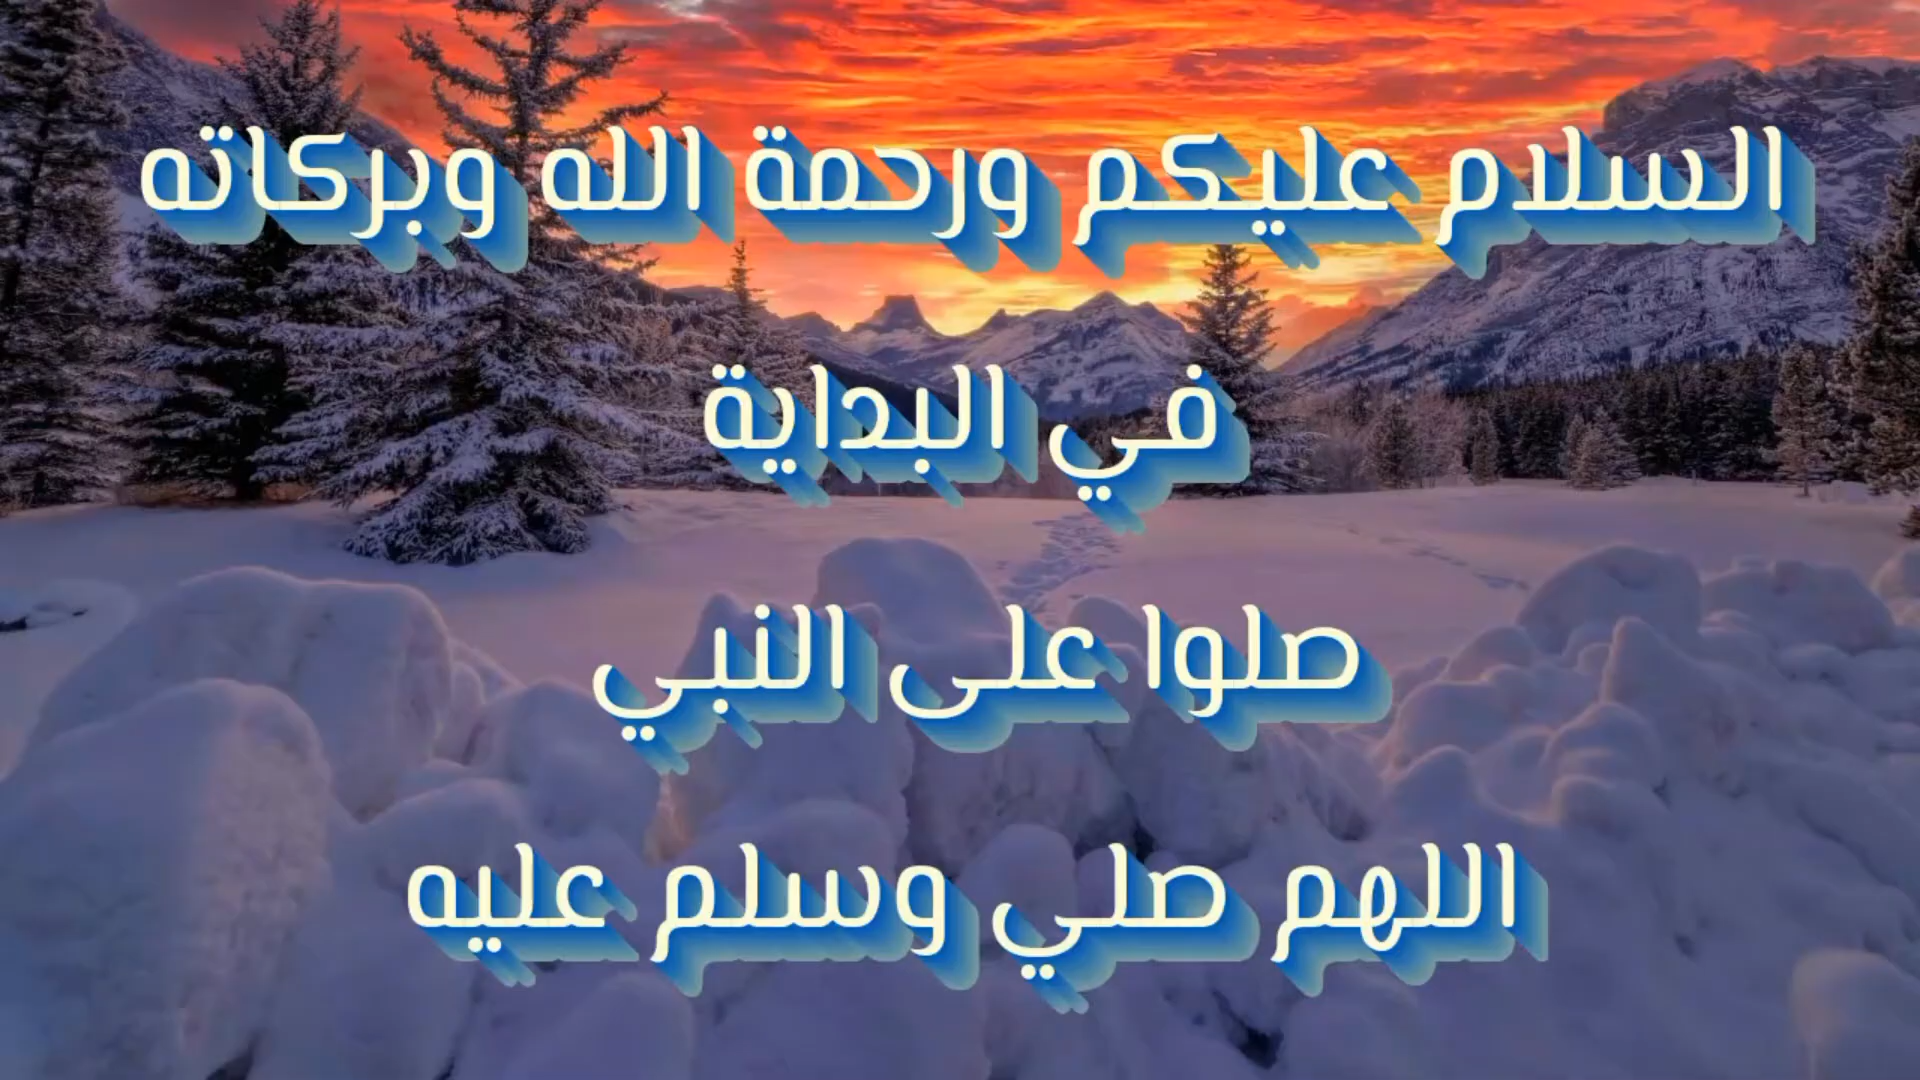 السلام عليكم ورحمة الله وبركاته
في البداية
صلوا على النبي
اللهم صلي وسلم عليه